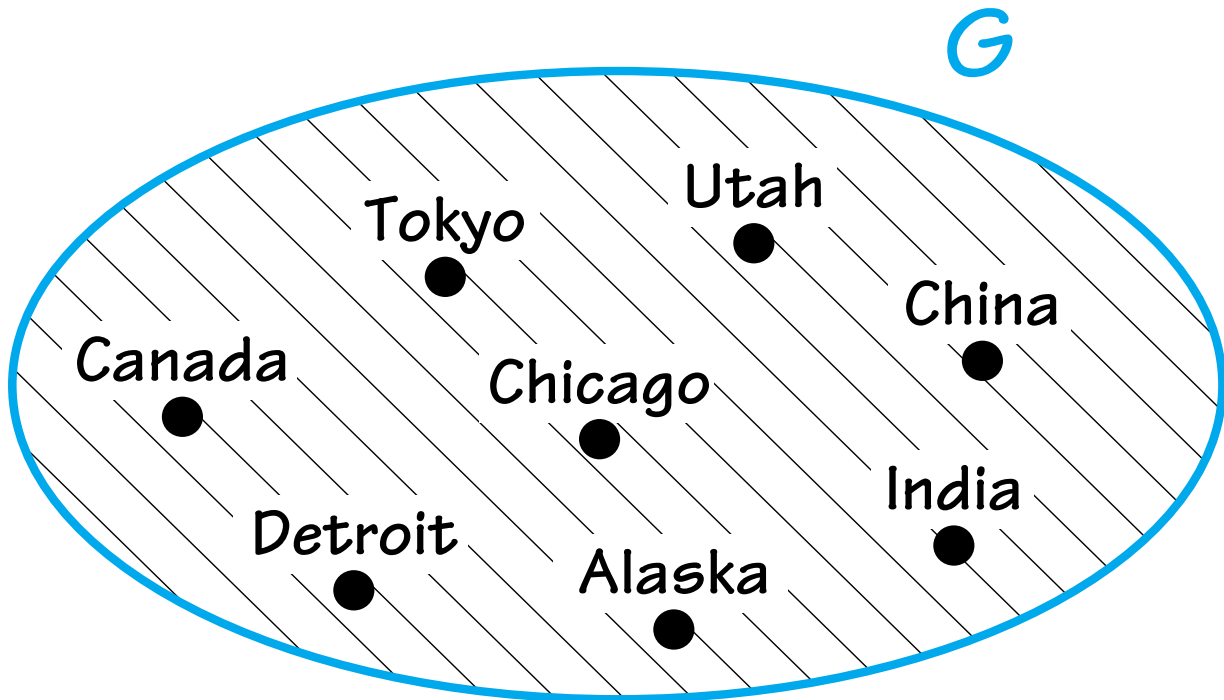 G
Utah
Tokyo
China
Canada
Chicago
India
Detroit
Alaska